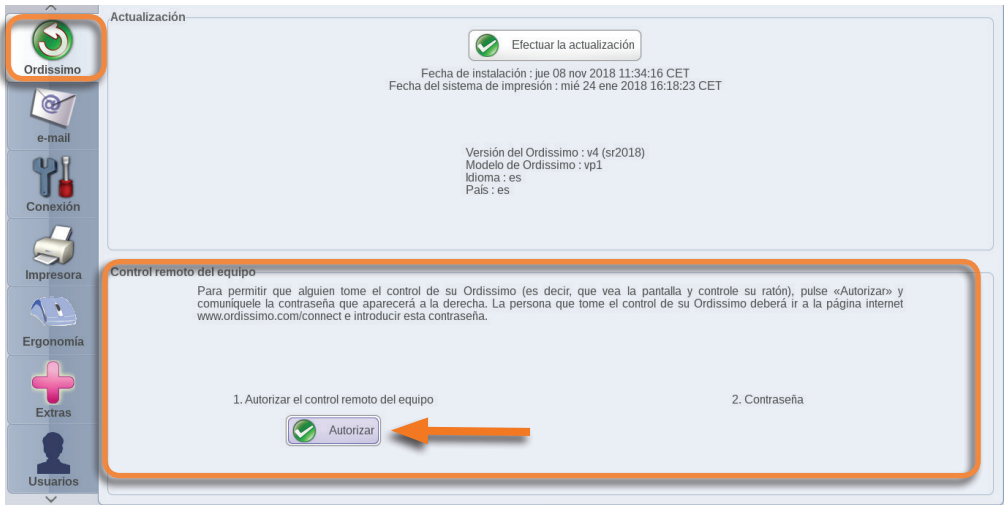 Ordissimo
e-mail
Conexión
Impresora
Ergonomía
Extras
Usuarios
Actualización
Efectuar la actualización
Fecha de instalación : jue 08 nov 2018 11:34:16 CET
Fecha del sistema de impresión : mié 24 ene 2018 16:18:23 CET
Versión del Ordissimo : v4 (sr2018)
Modelo de Ordissimo : vp1
Idioma : es
País : es
Control remoto del equipo
Para permitir que alguien tome el control de su Ordissimo (es decir, que vea la pantalla y controle su ratón), pulse «Autorizar» y
comuníquele la contraseña que aparecerá a la derecha. La persona que tome el control de su Ordissimo deberá ir a la página internet
www.ordissimo.com/connect e introducir esta contraseña.
1. Autorizar el control remoto del equipo
2. Contraseña
Autorizar